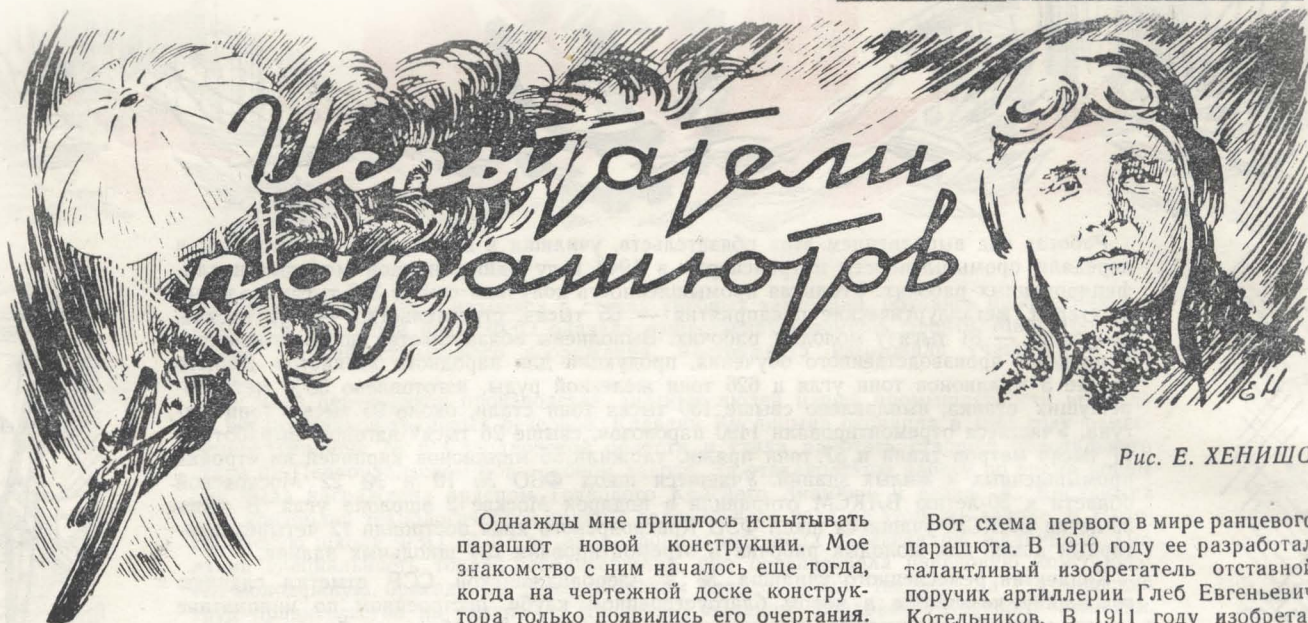 Испытатели
парашютов
ЕИ
Рис. Е. ХЕНИШО
Однажды мне пришлось испытывать
парашют новой конструкции. Мое
знакомство с ним началось еще тогда,
когда на чертежной доске конструк-
тора только появились его очертания.
Вот схема первого в мире ранцевого
парашюта. В 1910 году ее разработал
талантливый изобретатель отставной
поручик артиллерии Глеб Евгеньевич
Котельников. В 1911 году изобрета-